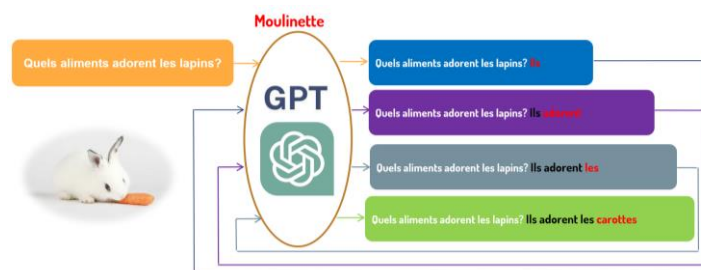 Moulinette
Quels aliments adorent les lapins?
GPT
Quels aliments adorent les lapins? Ils
Quels aliments adorent les lapins? Ils adorent
Quels aliments adorent les lapins? Ils adorent les
Quels aliments adorent les lapins? Ils adorent les carottes